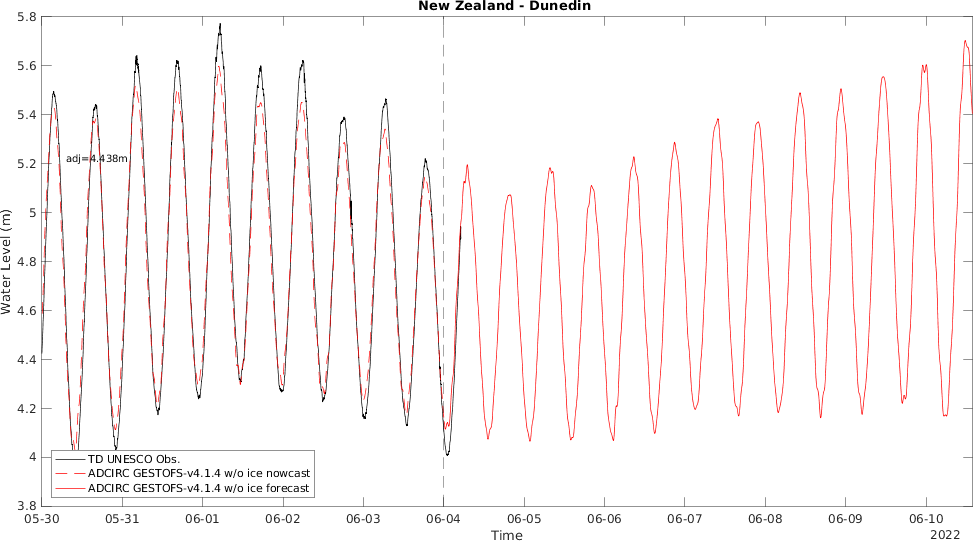 New Zealand - Dunedin
5.8
5.6
5.4
5.2
5
4.8
4.6
4.4
4.2
4
3.8
Water Level (m)
adj=4.438m
TD UNESCO Obs.
ADCIRC GESTOFS-v4.1.4 w/o ice nowcast
ADCIRC GESTOFS-v4.1.4 w/o ice forecast
05-30 05-31 06-01 06-02 06-03 06-04 06-05 06-06 06-07 06-08 06-09 06-10
2022
Time